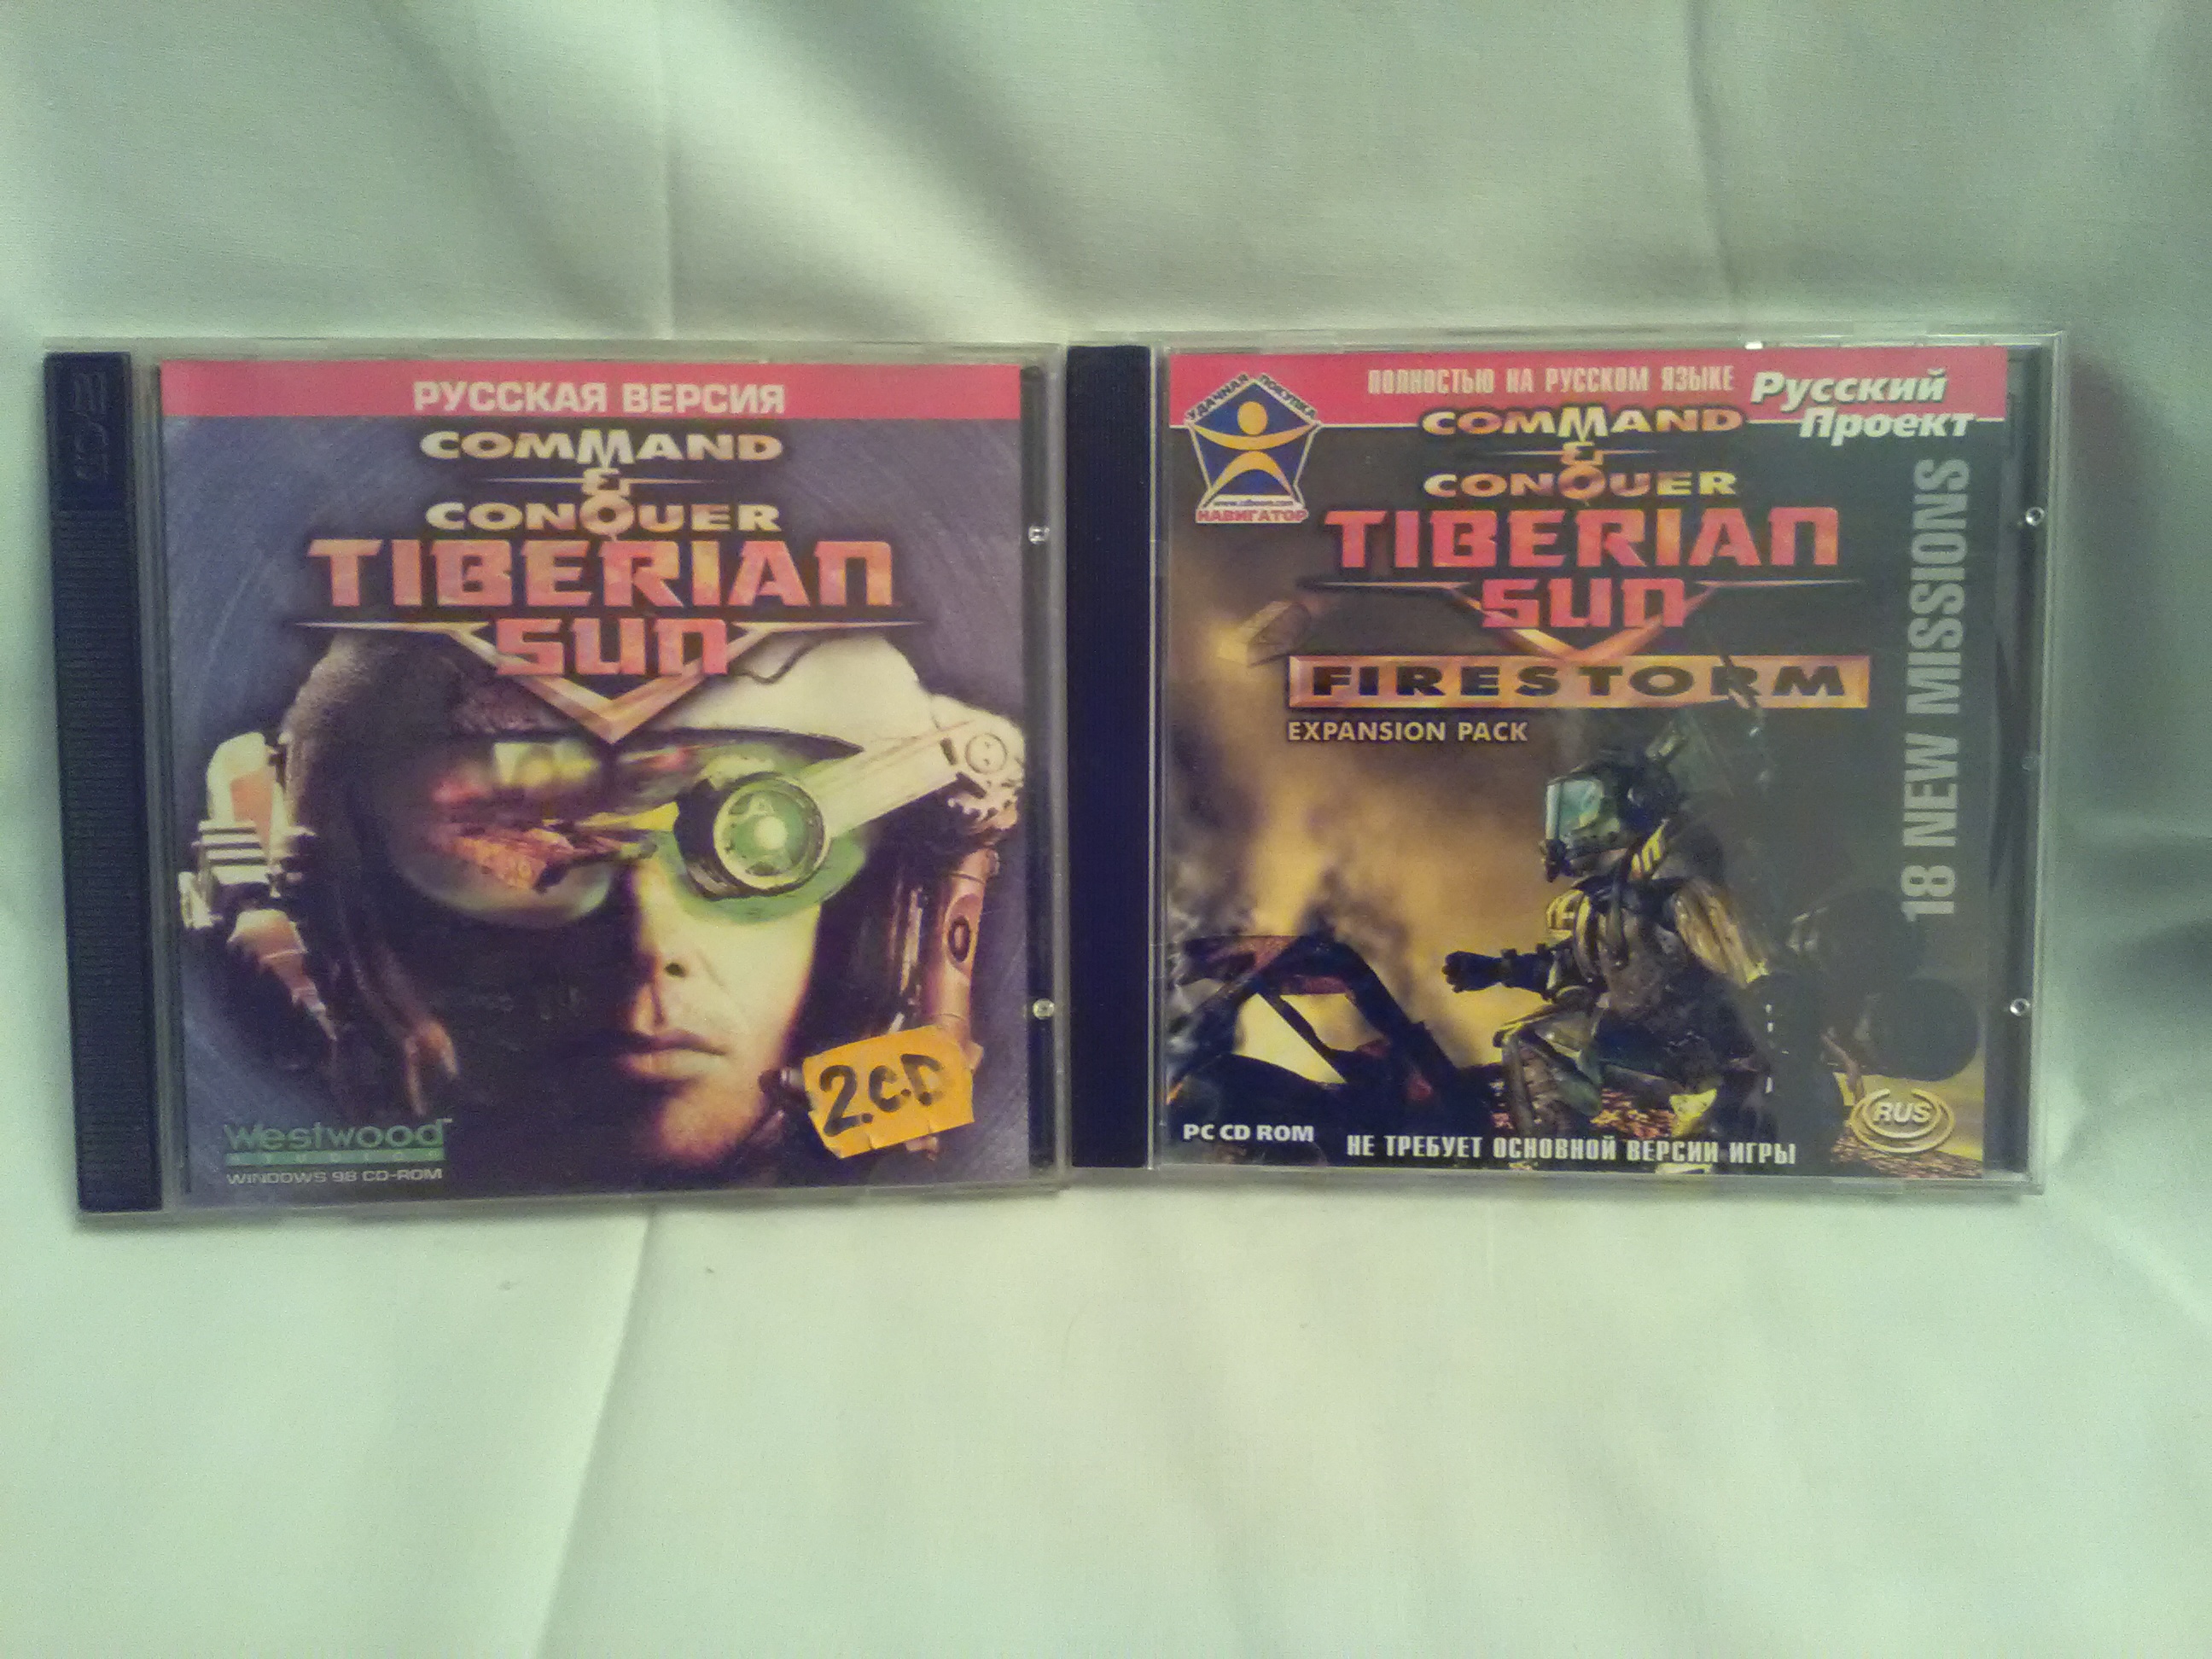 РУССКАЯ ВЕРСИЯ
COMMAND
&
CONQUER
TIBERIAN
SUN
2.C.D
Westwood
STUDIOS
WINDOWS 98 CD-ROM
ПОЛНОСТЬЮ НА РУССКОМ ЯЗЫКЕ
Русский
Проект
УДАЧНАЯ ПОКУПКА
НАВИГАТОР
COMMAND
&
CONQUER
TIBERIAN
SUN
FIRESTORM
EXPANSION PACK
18 NEW MISSIONS
PC CD ROM
НЕ ТРЕБУЕТ ОСНОВНОЙ ВЕРСИИ ИГРЫ
RUS